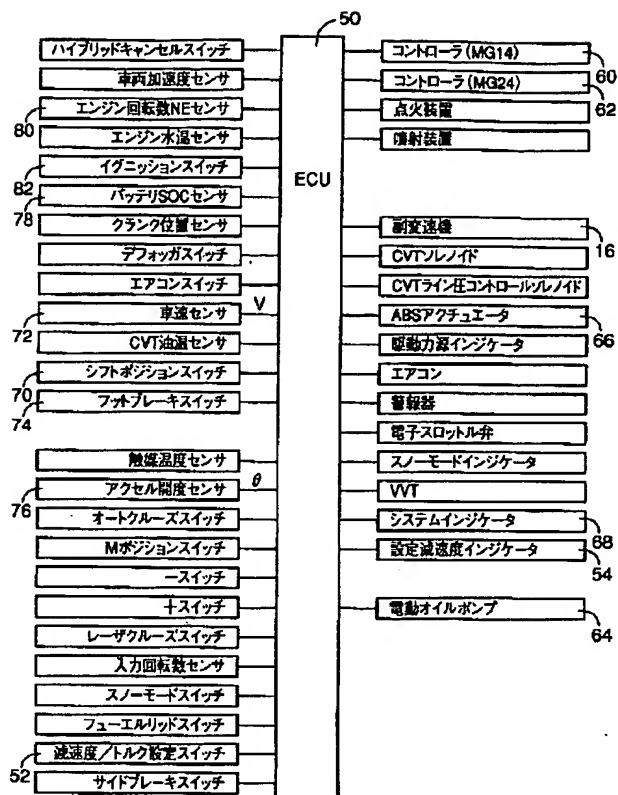 50
ハイブリッドキャンセルスイッチ
車両加速度センサ
エンジン回転数NEセンサ
80
エンジン水温センサ
イグニッションスイッチ
82
バッテリSOCセンサ
78
クランク位置センサ
デフォッガスイッチ
エアコンスイッチ
車速センサ
V
72
CVT油温センサ
シフトポジションスイッチ
70
フットブレーキスイッチ
74
触媒温度センサ
アクセル開度センサ
θ
76
オートクルーズスイッチ
Mポジションスイッチ
ースイッチ
+スイッチ
レーザクルーズスイッチ
入力回転数センサ
スノーモードスイッチ
フューエルリッドスイッチ
減速度/トルク設定スイッチ
52
サイドブレーキスイッチ
ECU
コントローラ(MG14)
60
コントローラ(MG24)
62
点火装置
噴射装置
副変速機
16
CVTソレノイド
CVTライン圧コントロールソレノイド
ABSアクチュエータ
66
駆動力源インジケータ
エアコン
警報器
電子スロットル弁
スノーモードインジケータ
VVT
システムインジケータ
68
設定減速度インジケータ
54
電動オイルポンプ
64